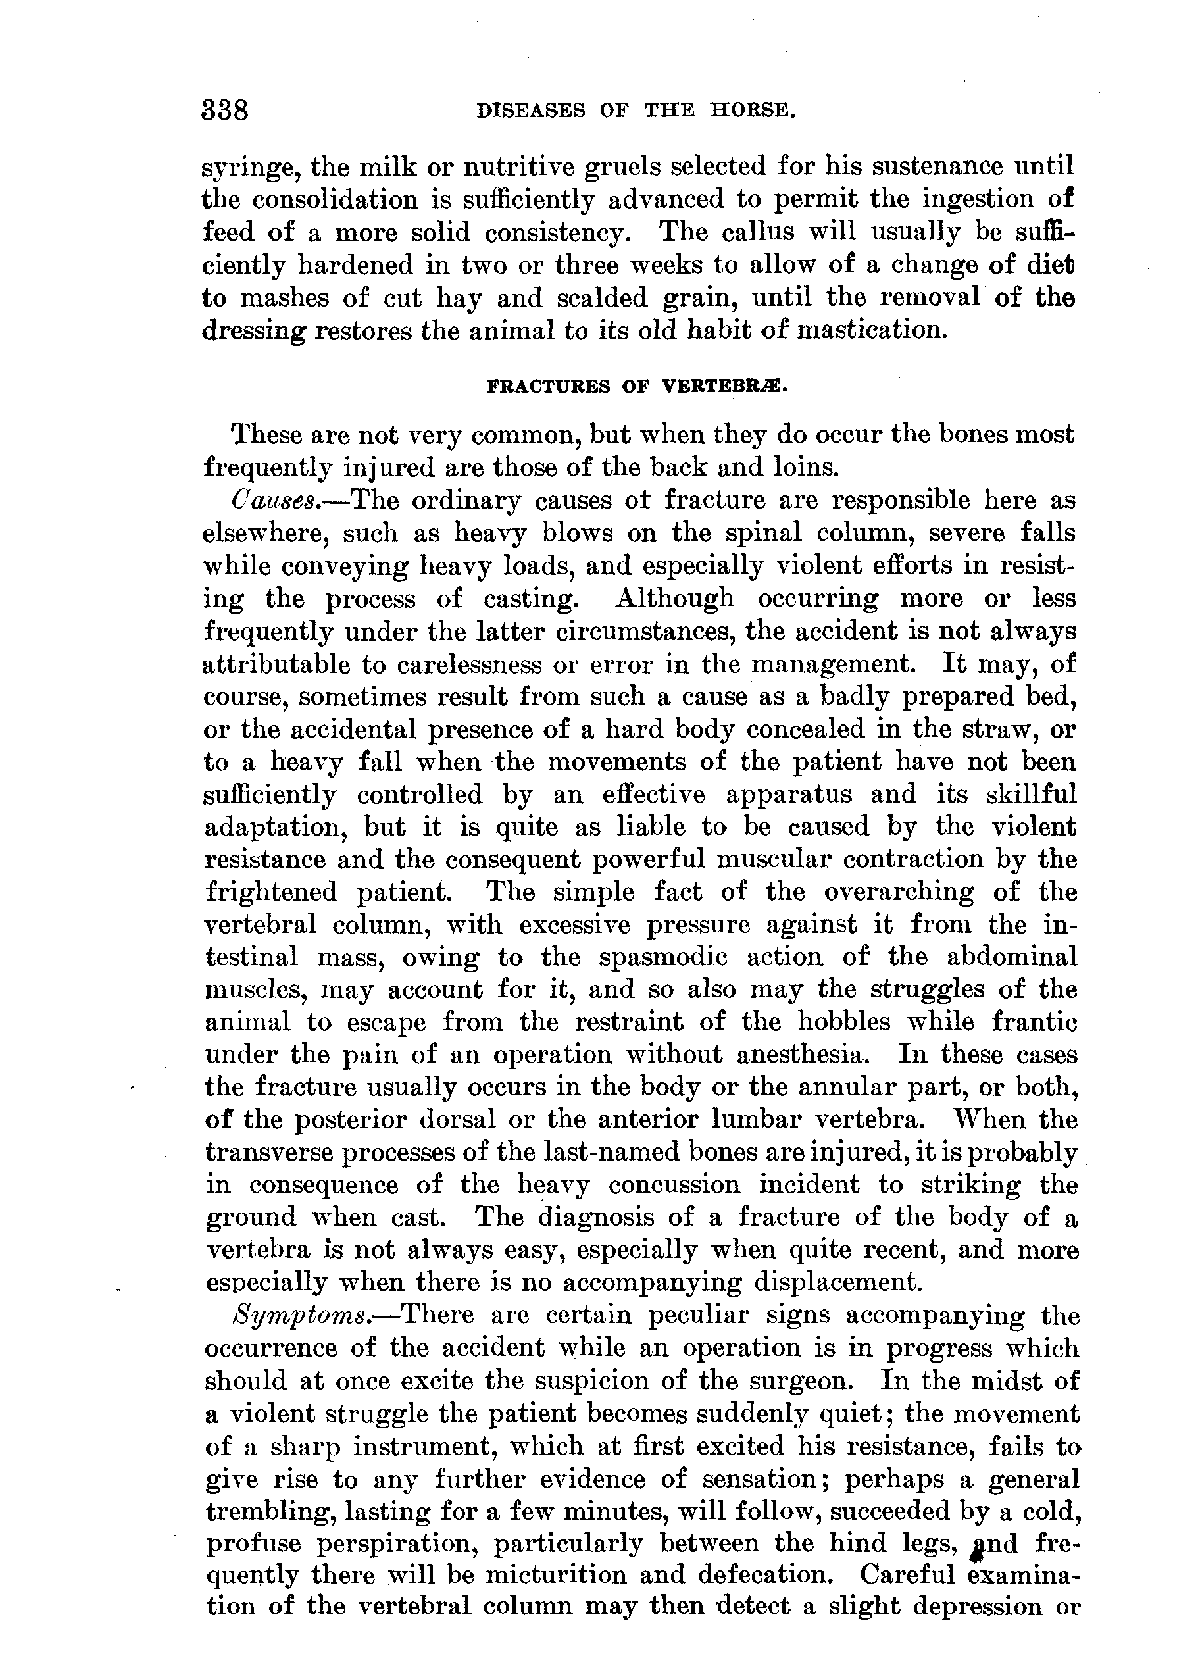 338 DISEASES OF THE HORSE.
syringe, the milk or nutritive gruels selected for his sustenance until
the consolidation is sufficiently advanced to permit the ingestion of
feed of a more solid consistency. The callus will usually be suffi-
ciently hardened in two or three weeks to allow of a change of diet
to mashes of cut hay and scalded grain, until the removal of the
dressing restores the animal to its old habit of mastication.
FRACTURES OF VERTEBRÆ.
These are not very common, but when they do occur the bones most
frequently injured are those of the back and loins.
Causes.—The ordinary causes of fracture are responsible here as
elsewhere, such as heavy blows on the spinal column, severe falls
while conveying heavy loads, and especially violent efforts in resist-
ing the process of casting. Although occurring more or less
frequently under the latter circumstances, the accident is not always
attributable to carelessness or error in the management. It may, of
course, sometimes result from such a cause as a badly prepared bed,
or the accidental presence of a hard body concealed in the straw, or
to a heavy fall when the movements of the patient have not been
sufficiently controlled by an effective apparatus and its skillful
adaptation, but it is quite as liable to be caused by the violent
resistance and the consequent powerful muscular contraction by the
frightened patient. The simple fact of the overarching of the
vertebral column, with excessive pressure against it from the in-
testinal mass, owing to the spasmodic action of the abdominal
muscles, may account for it, and so also may the struggles of the
animal to escape from the restraint of the hobbles while frantic
under the pain of an operation without anesthesia. In these cases
the fracture usually occurs in the body or the annular part, or both,
of the posterior dorsal or the anterior lumbar vertebra. When the
transverse processes of the last-named bones are injured, it is probably
in consequence of the heavy concussion incident to striking the
ground when cast. The diagnosis of a fracture of the body of a
vertebra is not always easy, especially when quite recent, and more
especially when there is no accompanying displacement.
Symptoms.—There are certain peculiar signs accompanying the
occurrence of the accident while an operation is in progress which
should at once excite the suspicion of the surgeon. In the midst of
a violent struggle the patient becomes suddenly quiet; the movement
of a sharp instrument, which at first excited his resistance, fails to
give rise to any further evidence of sensation; perhaps a general
trembling, lasting for a few minutes, will follow, succeeded by a cold,
profuse perspiration, particularly between the hind legs, and fre-
quently there will be micturition and defecation. Careful examina-
tion of the vertebral column may then detect a slight depression or